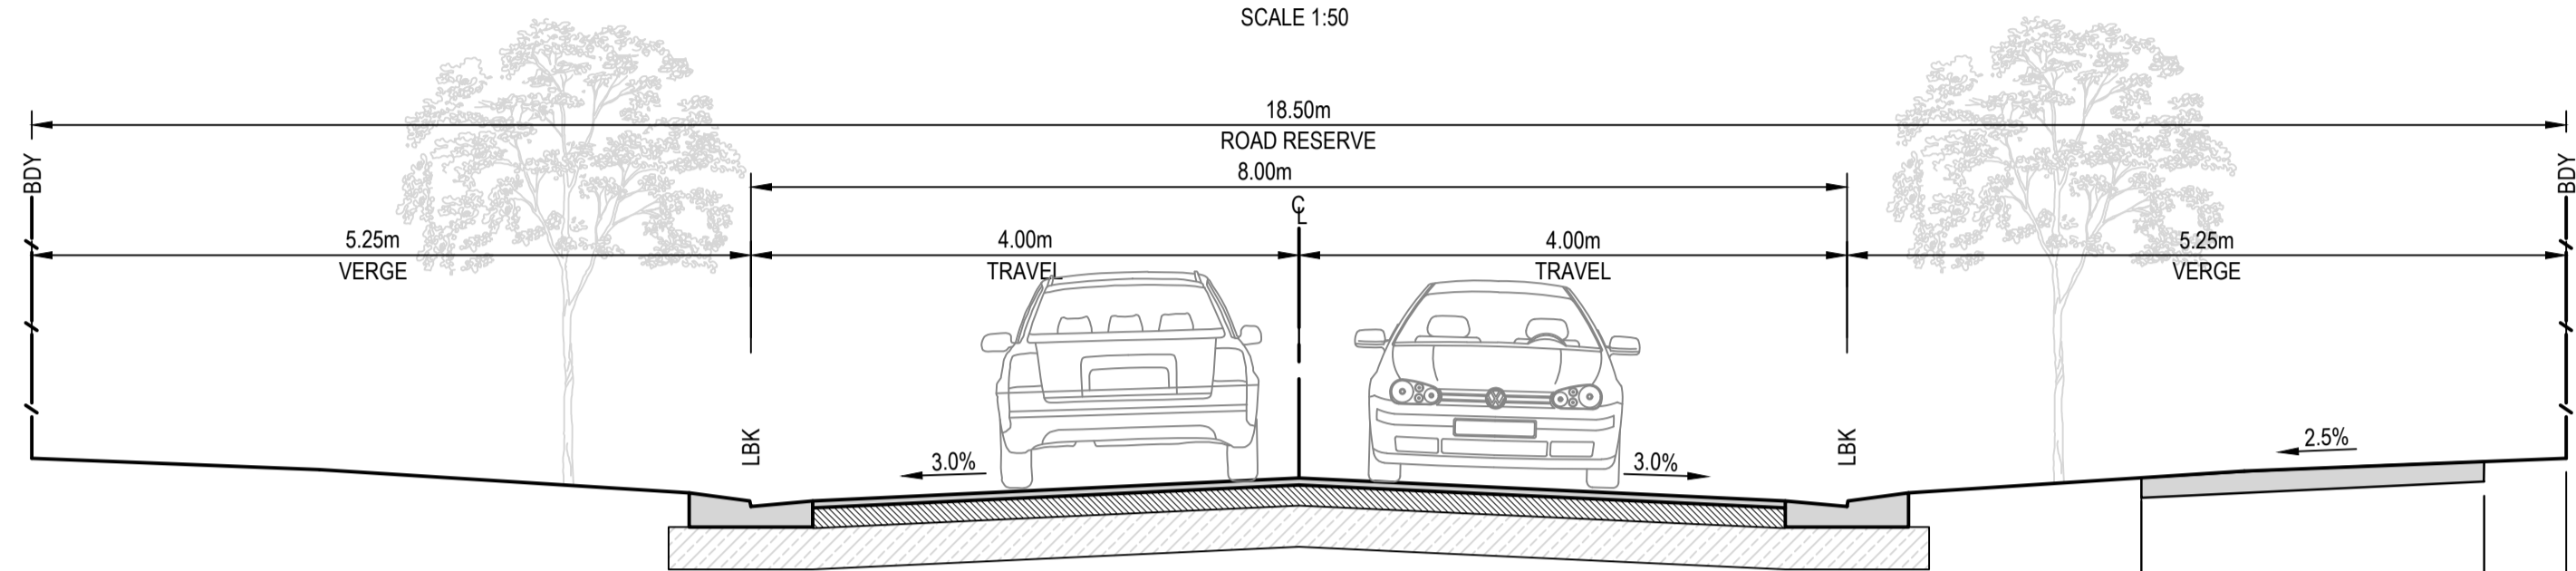 SCALE 1:50
18.50m
ROAD RESERVE
8.00m
BDY
BDY
CL
5.25m
VERGE
4.00m
TRAVEL
4.00m
TRAVEL
5.25m
VERGE
LBK
LBK
3.0%
3.0%
2.5%